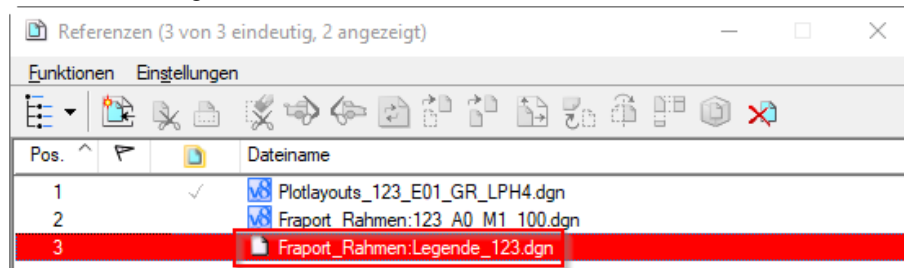 Referenzen (3 von 3 eindeutig, 2 angezeigt)
Funktionen Einstellungen
Pos. Dateiname
1 Plotlayouts_123_E01_GR_LPH4.dgn
2 Fraport_Rahmen:123_A0_M1_100.dgn
3 Fraport_Rahmen:Legende_123.dgn